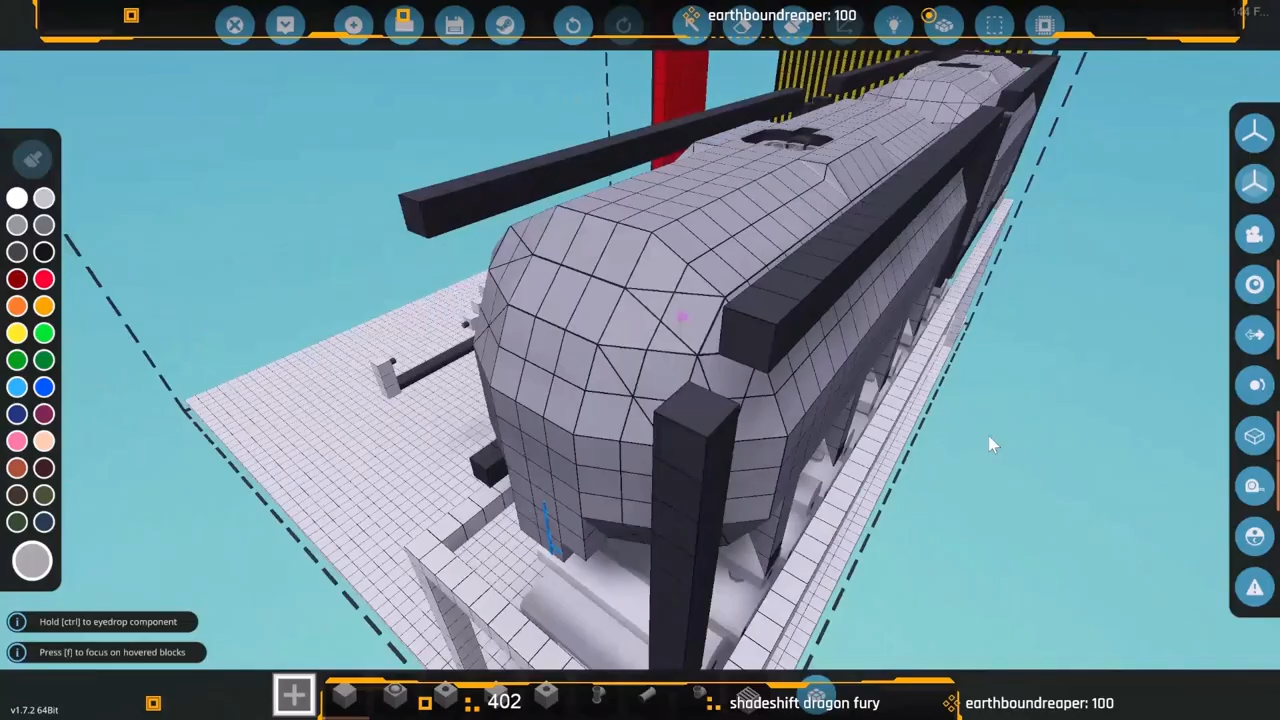 earthboundreaper: 100
144 F...
Hold [ctrl] to eyedrop component
Press [f] to focus on hovered blocks
v1.7.2 64Bit
402
shadeshift dragon fury
earthboundreaper: 100